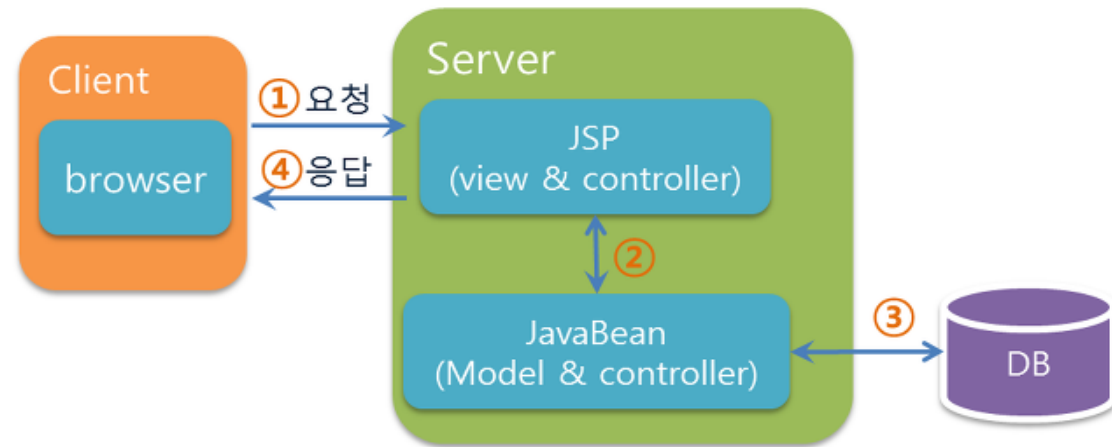 Client
browser
① 요청
④ 응답
Server
JSP
(view & controller)
②
JavaBean
(Model & controller)
③
DB